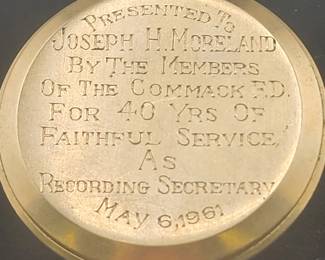 PRESENTED TO
JOSEPH H. MORELAND
BY THE MEMBERS
OF THE COMMACK F.D.
FOR 40 YRS OF
FAITHFUL SERVICE,
AS
RECORDING SECRETARY
MAY 6, 1961